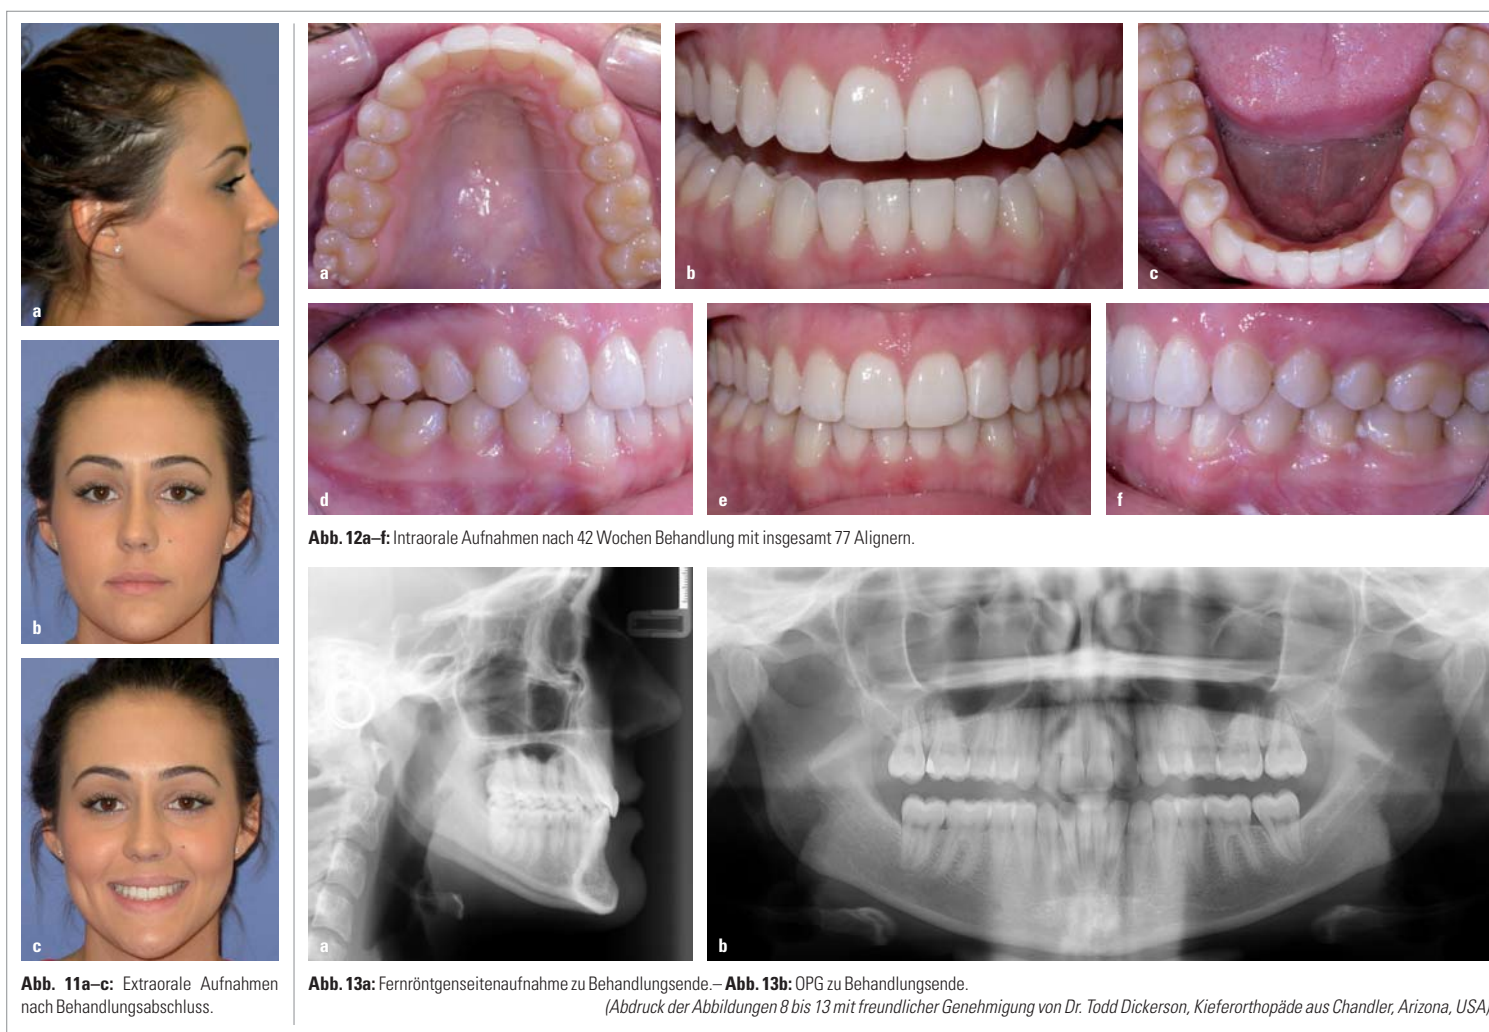 a
b
c
Abb. 11a–c: Extraorale Aufnahmen
nach Behandlungsabschluss.
a
b
c
d
e
f
Abb. 12a–f: Intraorale Aufnahmen nach 42 Wochen Behandlung mit insgesamt 77 Alignern.
a
b
Abb. 13a: Fernröntgenseitenaufnahme zu Behandlungsende.– Abb. 13b: OPG zu Behandlungsende.
(Abdruck der Abbildungen 8 bis 13 mit freundlicher Genehmigung von Dr. Todd Dickerson, Kieferorthopäde aus Chandler, Arizona, USA)